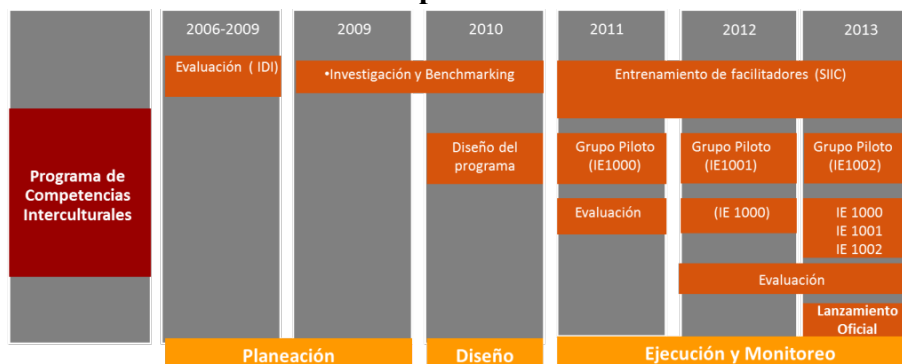 2006-2009
2009
2010
2011
2012
2013
Evaluación ( IDI)
•Investigación y Benchmarking
Entrenamiento de facilitadores (SIIC)
Programa de
Competencias
Interculturales
Diseño del
programa
Grupo Piloto
(IE1000)
Grupo Piloto
(IE1001)
Grupo Piloto
(IE1002)
Evaluación
(IE 1000)
IE 1000
IE 1001
IE 1002
Evaluación
Lanzamiento
Oficial
Planeación
Diseño
Ejecución y Monitoreo